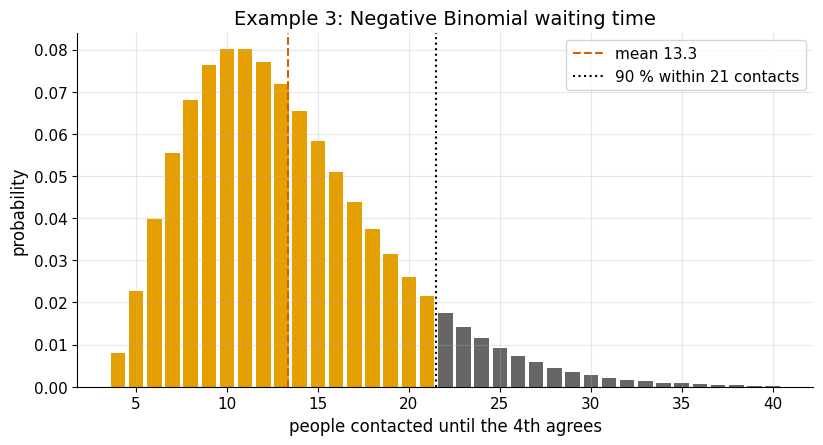 Example 3: Negative Binomial waiting time
mean 13.3
90 % within 21 contacts
probability
0.08
0.07
0.06
0.05
0.04
0.03
0.02
0.01
0.00
5 10 15 20 25 30 35 40
people contacted until the 4th agrees